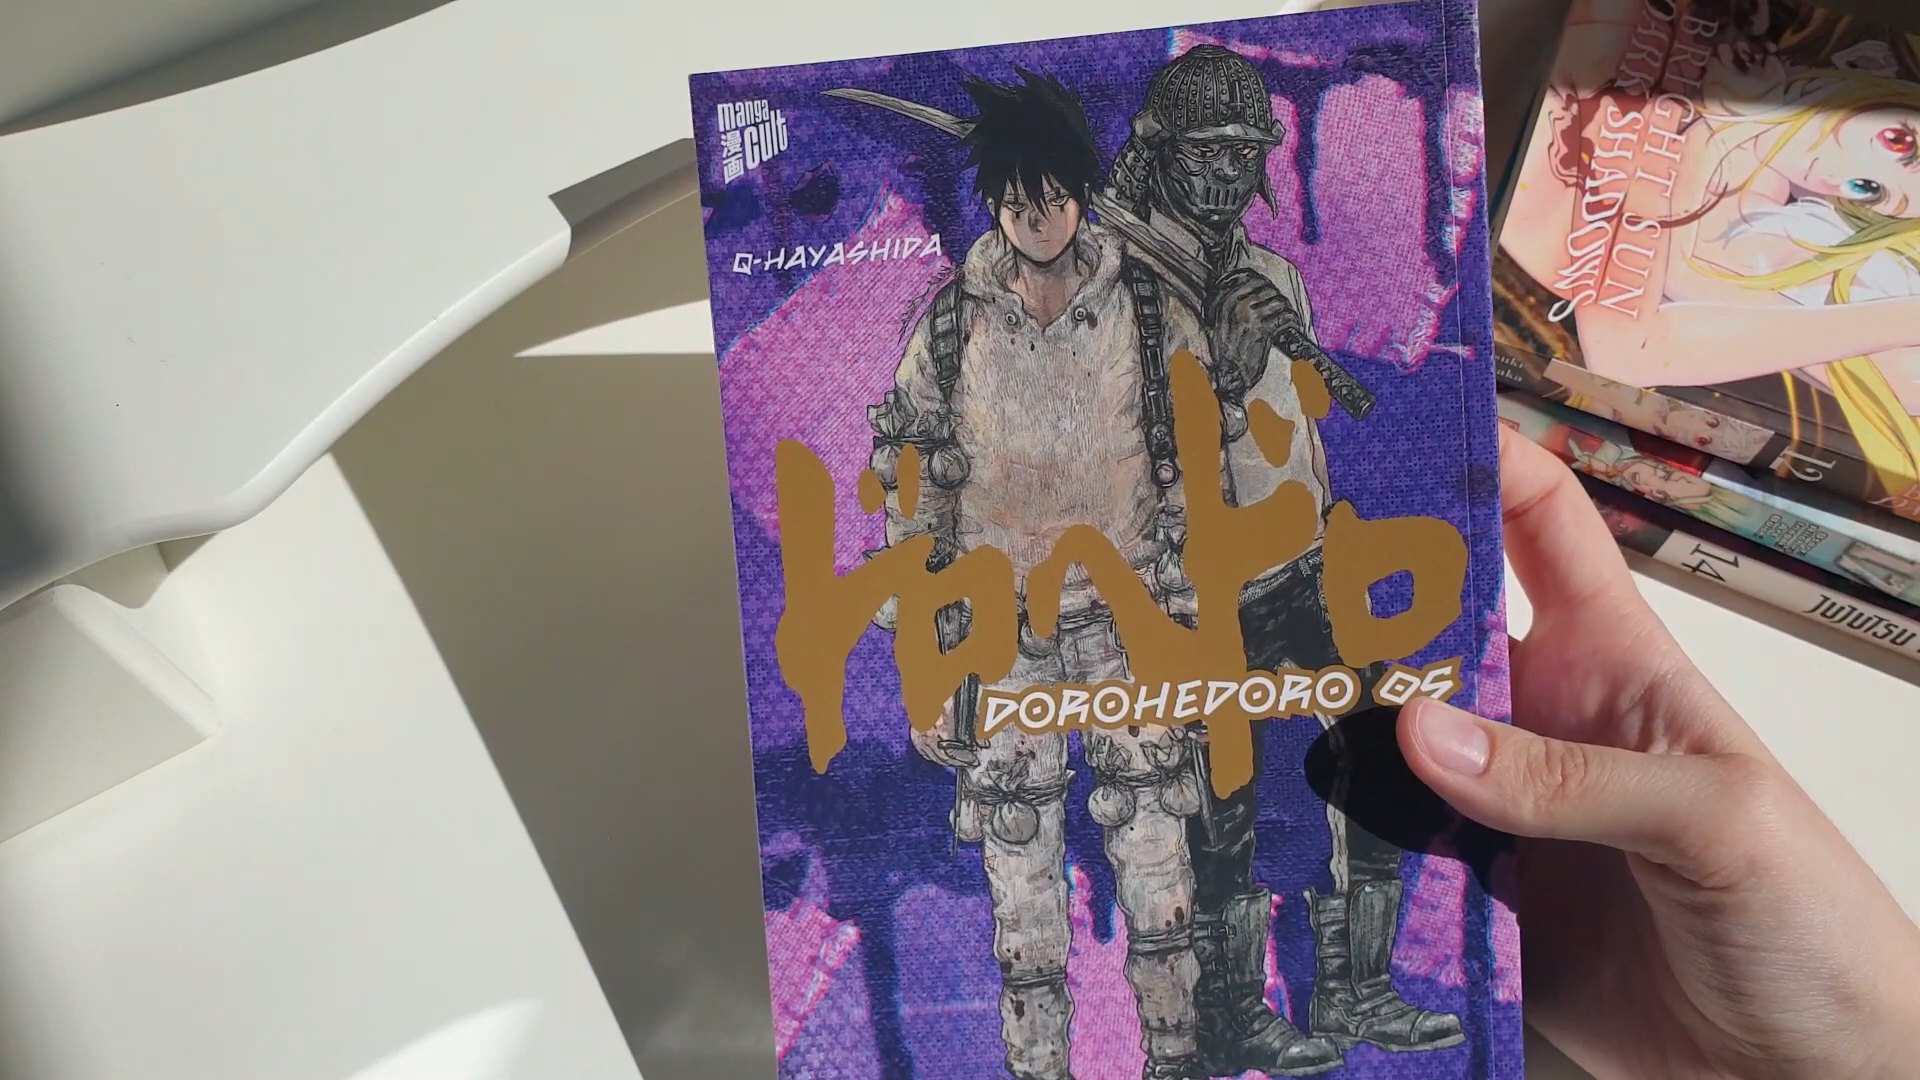 manga
漫画 cult
Q-HAYASHIDA
ドロヘドロ
DOROHEDORO 05
BRIGHT SUN
DARK SHADOWS
12
14
JUJUTSU